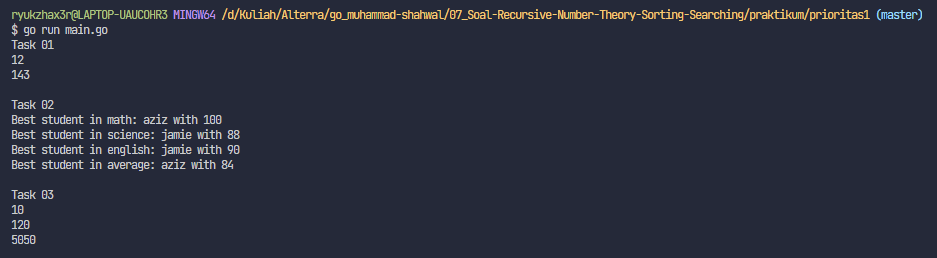 ryukzhax3r@LAPTOP-UAUCOHR3 MINGW64 /d/Kuliah/Alterra/go_muhammad-shahwal/07_Soal-Recursive-Number-Theory-Sorting-Searching/praktikum/prioritas1 (master)
$ go run main.go
Task 01
12
143

Task 02
Best student in math: aziz with 100
Best student in science: jamie with 88
Best student in english: jamie with 90
Best student in average: aziz with 84

Task 03
10
120
5050